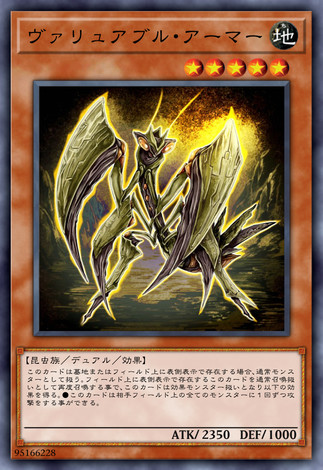 ヴァリュアブル・アーマー
地
【昆虫族／デュアル／効果】
このカードは墓地またはフィールド上に表側表示で存在する場合、通常モン
スターとして扱う。フィールド上に表側表示で存在するこのカードを通常召喚扱
いとして再度召喚する事で、このカードは効果モンスター扱いとなり以下の効
果を得る。●このカードは相手フィールド上の全てのモンスターに１回ずつ攻
撃をする事ができる。
ATK/ 2350 DEF/1000
95166228